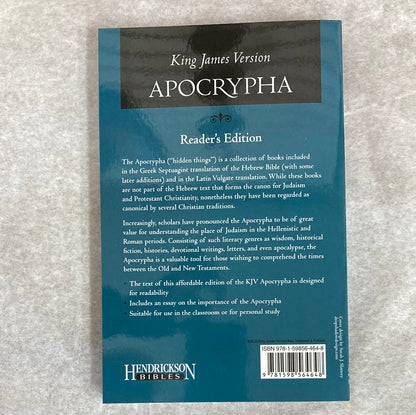 King James Version
APOCRYPHA
Reader's Edition
The Apocrypha ("hidden things") is a collection of books included
in the Greek Septuagint translation of the Hebrew Bible (with some
later additions) and in the Latin Vulgate translation. While these books
are not part of the Hebrew text that forms the canon for Judaism
and Protestant Christianity, nonetheless they have been regarded as
canonical by several Christian traditions.
Increasingly, scholars have pronounced the Apocrypha to be of great
value for understanding the place of Judaism in the Hellenistic and
Roman periods. Consisting of such literary genres as wisdom, historical
fiction, histories, devotional writings, letters, and even apocalypse, the
Apocrypha is a valuable tool for those wishing to comprehend the times
between the Old and New Testaments.
• The text of this affordable edition of the KJV Apocrypha is designed
for readability
• Includes an essay on the importance of the Apocrypha
• Suitable for use in the classroom or for personal study
HENDRICKSON
BIBLES
ISBN 978-1-59856-464-8
9 781598 564648